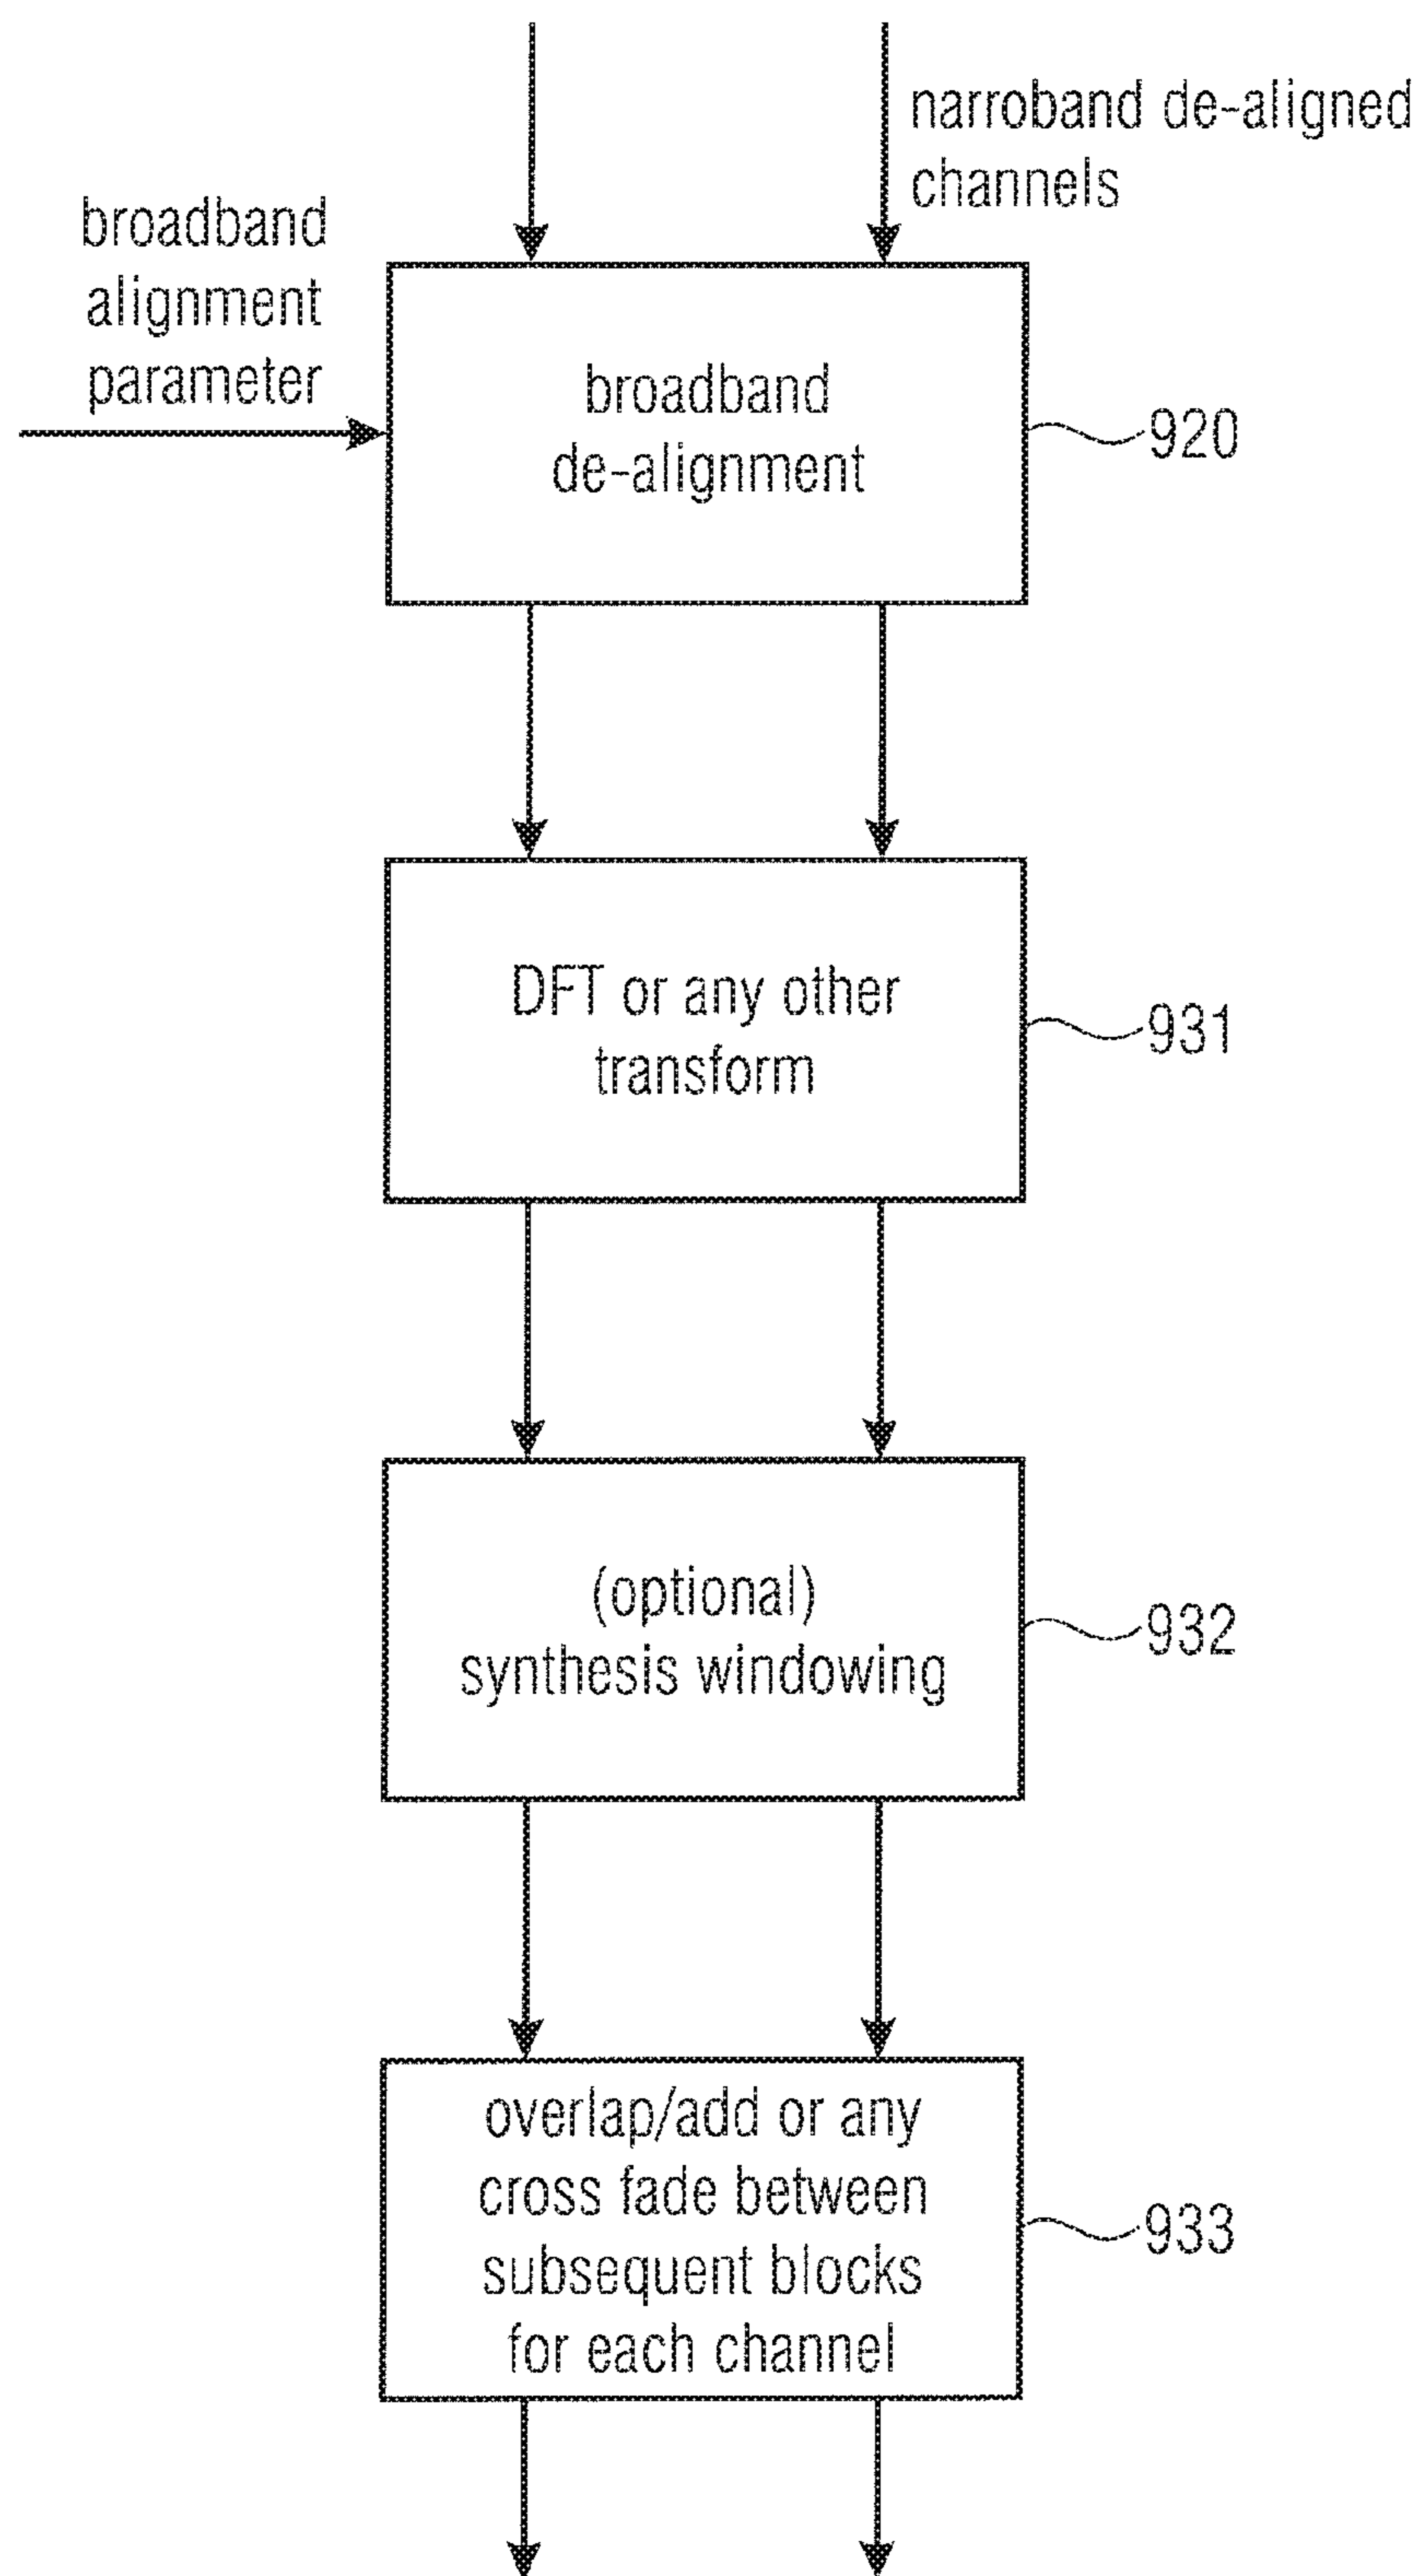 narroband de-aligned
channels
broadband
alignment
parameter
broadband
de-alignment
920
DFT or any other
transform
931
(optional)
synthesis windowing
932
overlap/add or any
cross fade between
subsequent blocks
for each channel
933